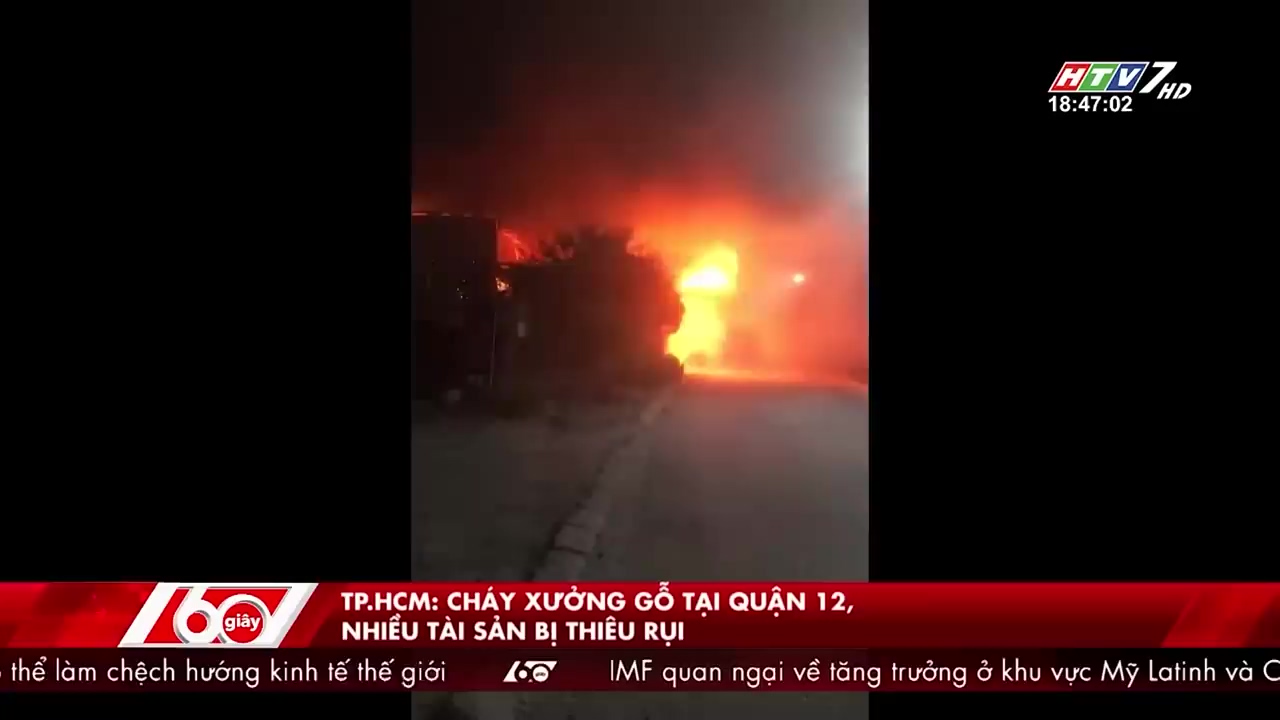 HTV7 HD
18:47:02
60 giây
TP.HCM: CHÁY XƯỞNG GỖ TẠI QUẬN 12,
NHIỀU TÀI SẢN BỊ THIÊU RỤI
thể làm chệch hướng kinh tế thế giới 60 giây IMF quan ngại về tăng trưởng ở khu vực Mỹ Latinh và